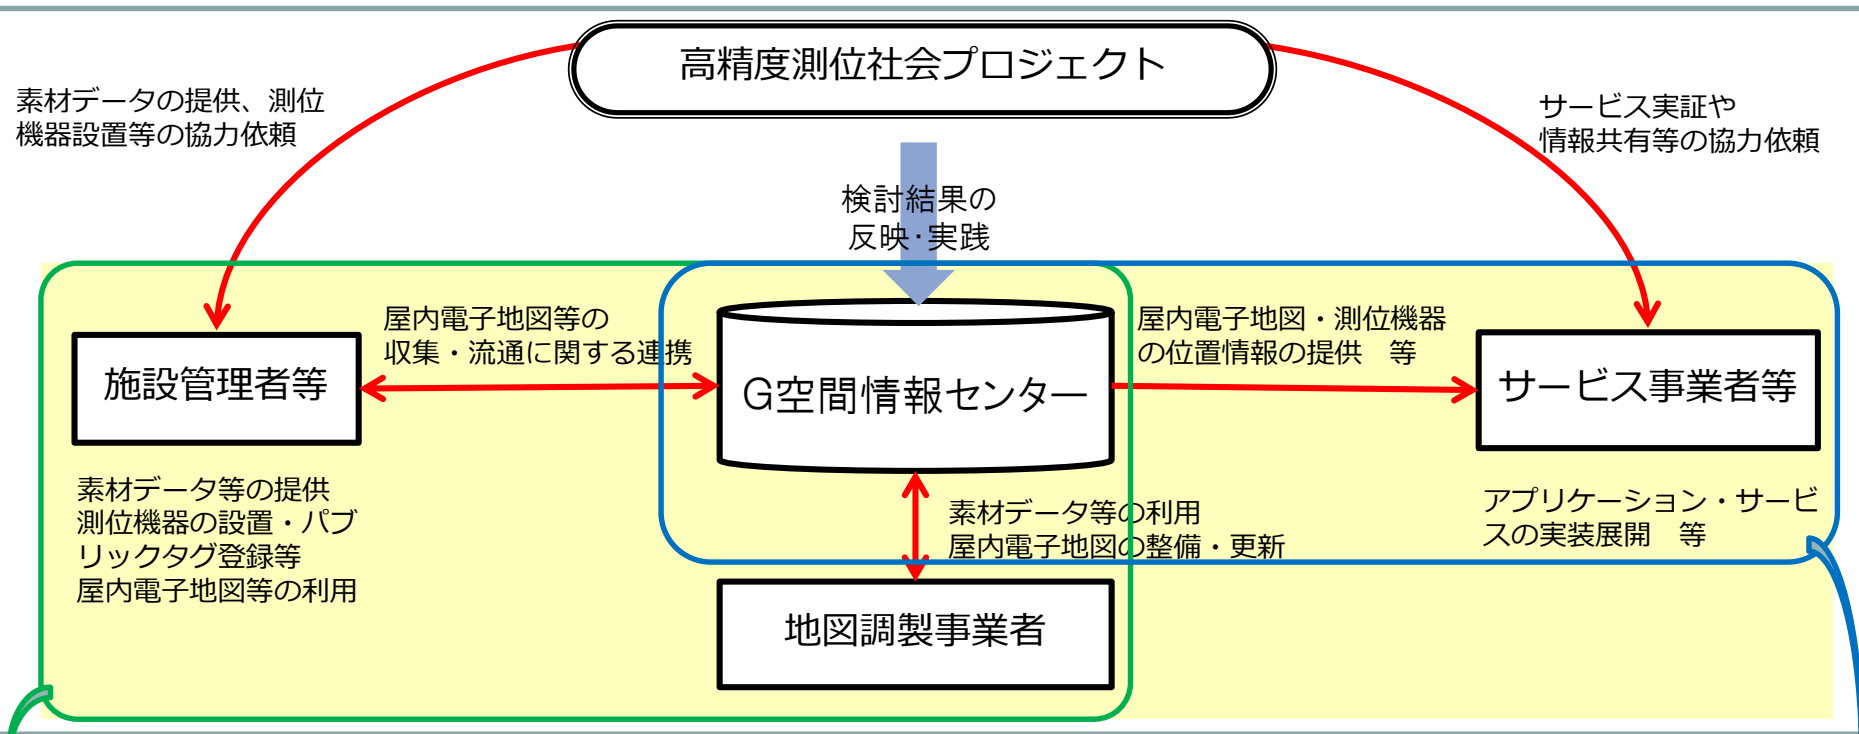 高精度測位社会プロジェクト
素材データの提供、測位
機器設置等の協力依頼
サービス実証や
情報共有等の協力依頼
検討結果の
反映・実践
屋内電子地図等の
収集・流通に関する連携
屋内電子地図・測位機器
の位置情報の提供　等
施設管理者等
G空間情報センター
サービス事業者等
素材データ等の提供
測位機器の設置・パブ
リックタグ登録等
屋内電子地図等の利用
素材データ等の利用
屋内電子地図の整備・更新
アプリケーション・サービ
スの実装展開　等
地図調製事業者